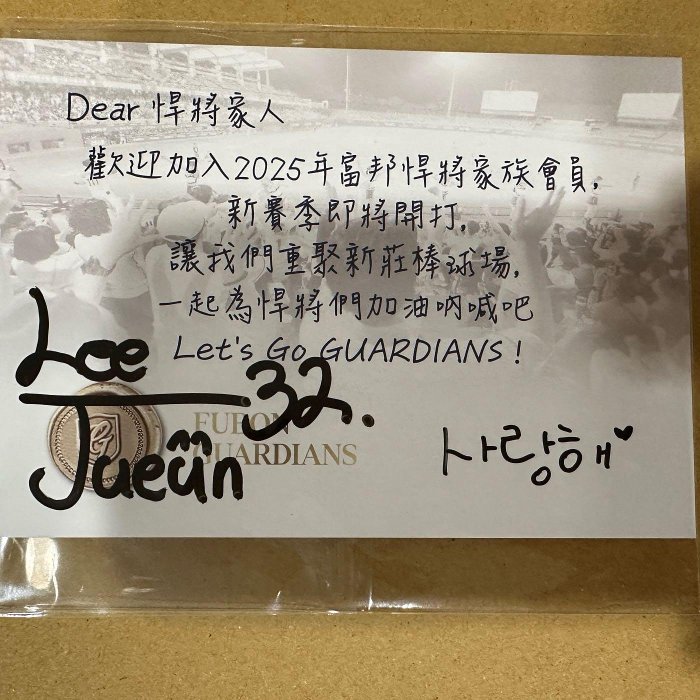 Dear 悍將家人
歡迎加入2025年富邦悍將家族會員,
新賽季即將開打,
讓我們重聚新莊棒球場,
一起為悍將們加油吶喊吧
Let's Go GUARDIANS!
Lee
32.
Jaeun
FUBON
GUARDIANS
사랑해♥